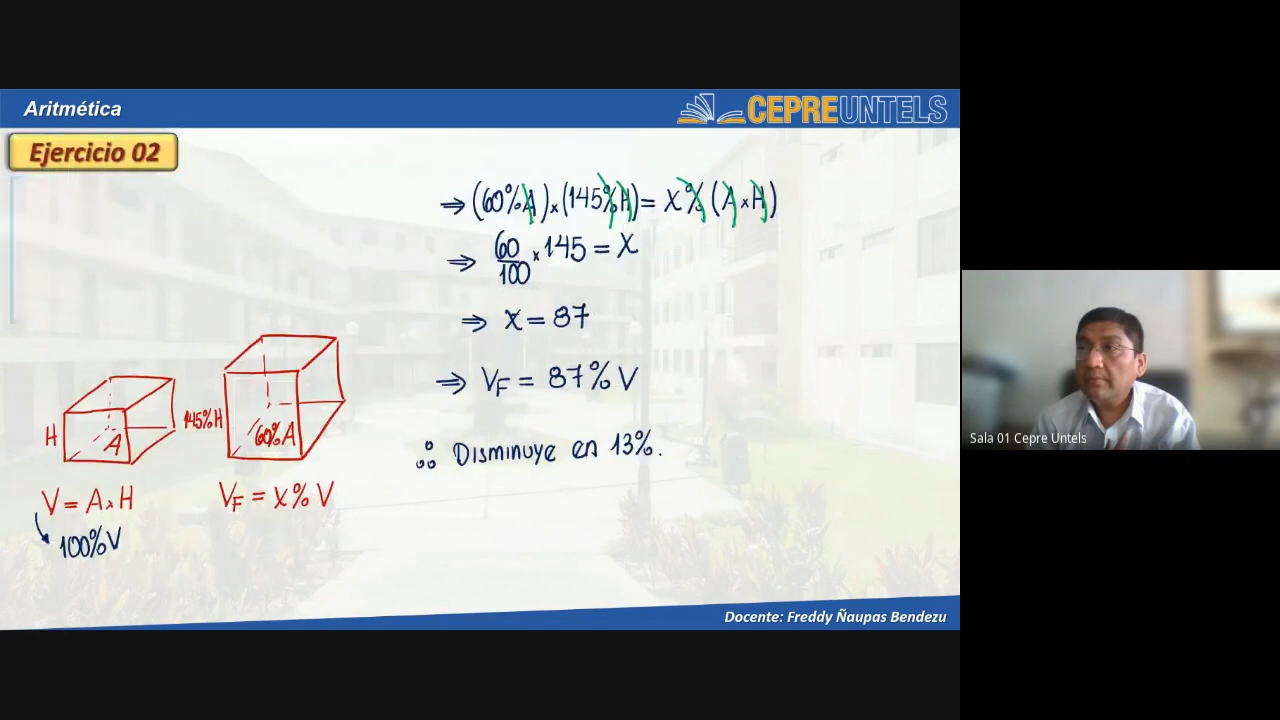 Aritmética
CEPREUNTELS
Ejercicio 02
⇒ (60%A)×(145%H)= x%(A×H)
⇒ 60/100 × 145 = x
⇒ x = 87
⇒ VF = 87%V
∴ Disminuye en 13%.
H
A
145%H
60%A
V = A×H
VF = x% V
100%V
Sala 01 Cepre Untels
Docente: Freddy Ñaupas Bendezu